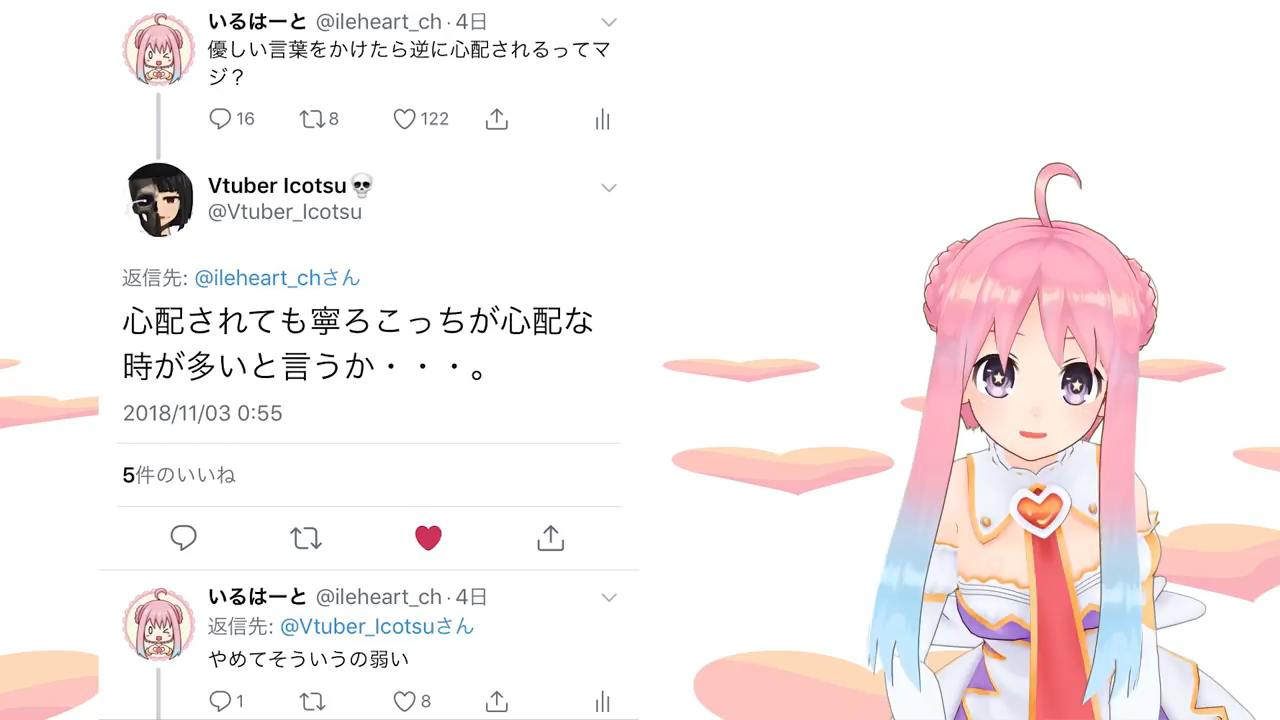 いるはーと @ileheart_ch · 4日
優しい言葉をかけたら逆に心配されるってマ
ジ？
16 8 122
Vtuber Icotsu💀
@Vtuber_Icotsu
返信先: @ileheart_chさん
心配されても寧ろこっちが心配な
時が多いと言うか・・・。
2018/11/03 0:55
5件のいいね
いるはーと @ileheart_ch · 4日
返信先: @Vtuber_Icotsuさん
やめてそういうの弱い
1 8